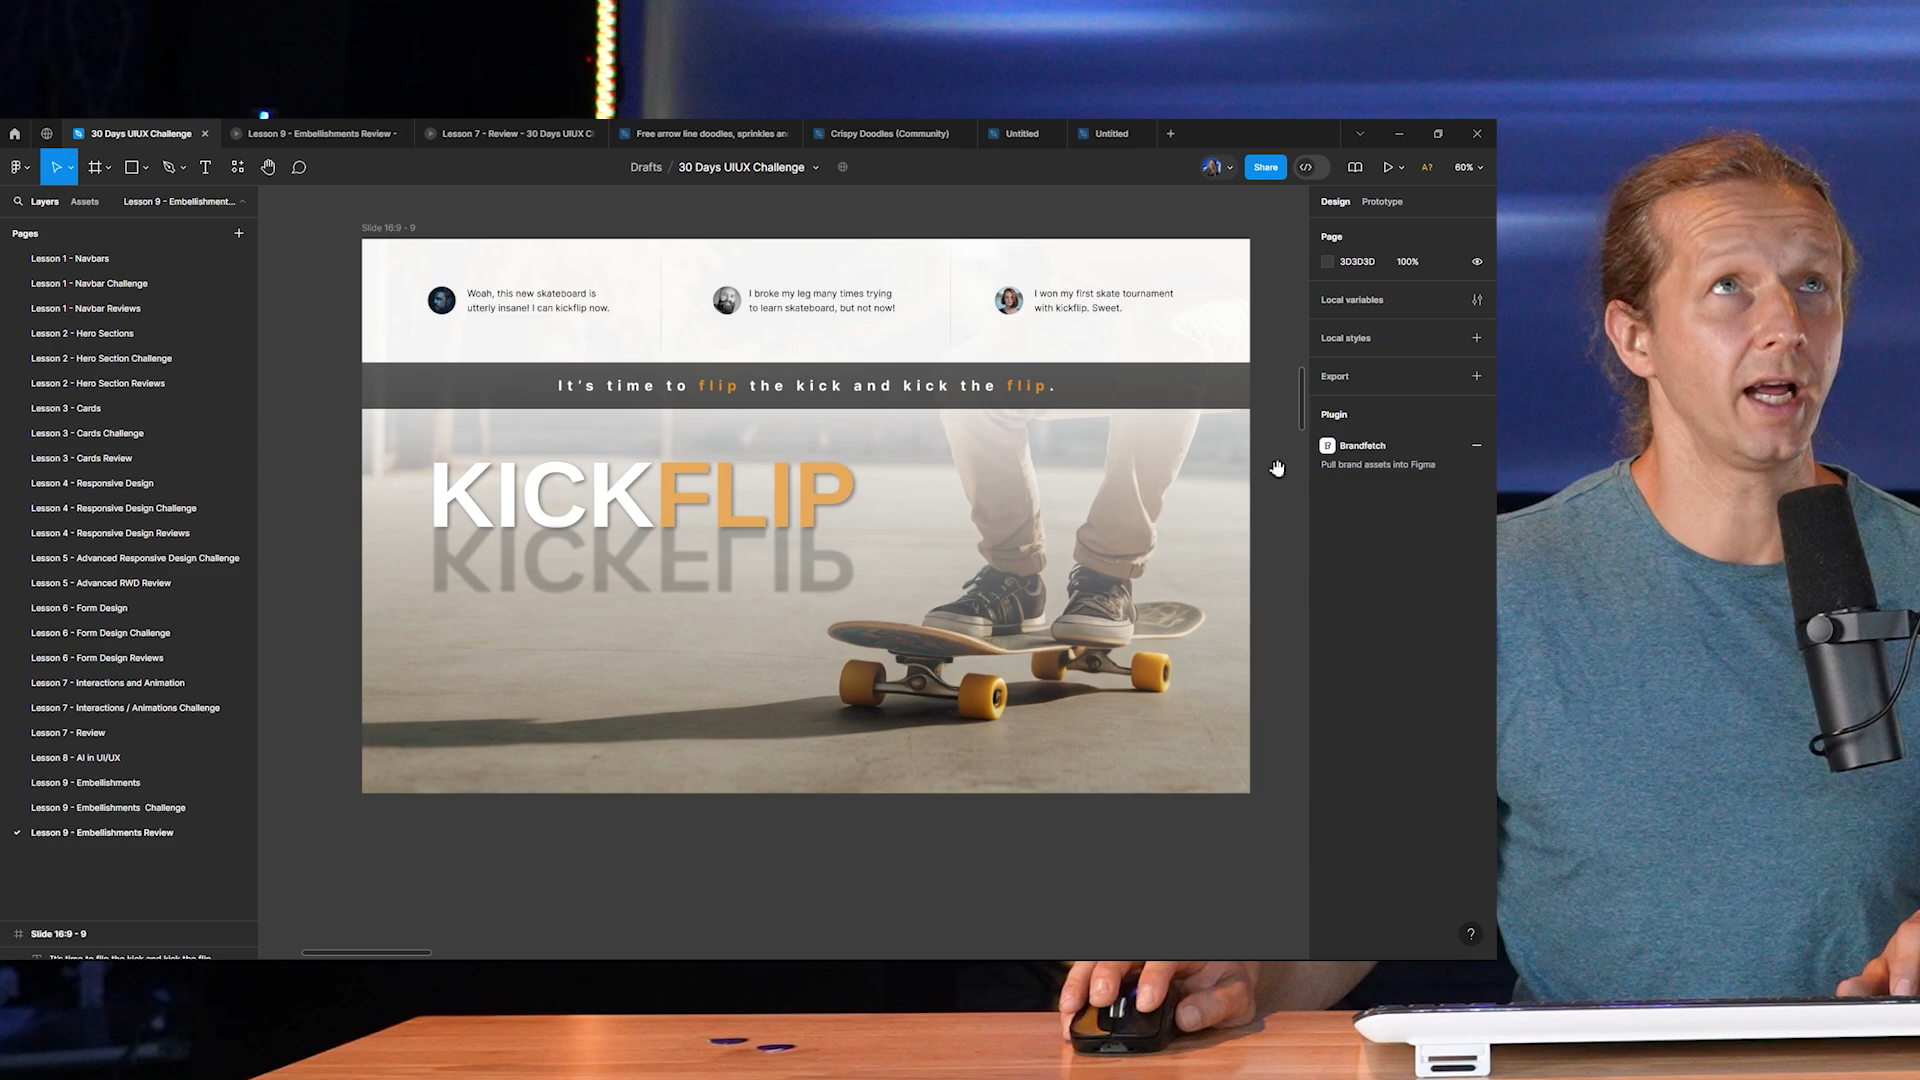 30 Days UIUX Challenge
Lesson 9 - Embellishments Review -
Lesson 7 - Review - 30 Days UIUX C
Free arrow line doodles, sprinkles an
Crispy Doodles (Community)
Untitled
Untitled
Drafts / 30 Days UIUX Challenge
Share
A?
60%
Layers
Assets
Lesson 9 - Embellishment...
Pages
Lesson 1 - Navbars
Lesson 1 - Navbar Challenge
Lesson 1 - Navbar Reviews
Lesson 2 - Hero Sections
Lesson 2 - Hero Section Challenge
Lesson 2 - Hero Section Reviews
Lesson 3 - Cards
Lesson 3 - Cards Challenge
Lesson 3 - Cards Review
Lesson 4 - Responsive Design
Lesson 4 - Responsive Design Challenge
Lesson 4 - Responsive Design Reviews
Lesson 5 - Advanced Responsive Design Challenge
Lesson 5 - Advanced RWD Review
Lesson 6 - Form Design
Lesson 6 - Form Design Challenge
Lesson 6 - Form Design Reviews
Lesson 7 - Interactions and Animation
Lesson 7 - Interactions / Animations Challenge
Lesson 7 - Review
Lesson 8 - AI in UI/UX
Lesson 9 - Embellishments
Lesson 9 - Embellishments Challenge
Lesson 9 - Embellishments Review
Slide 16:9 - 9
It's time to flip the kick and kick the flip.
Slide 16:9 - 9
Woah, this new skateboard is
utterly insane! I can kickflip now.
I broke my leg many times trying
to learn skateboard, but not now!
I won my first skate tournament
with kickflip. Sweet.
It's time to flip the kick and kick the flip.
KICKFLIP
KICKFLIP
Design
Prototype
Page
3D3D3D
100%
Local variables
Local styles
Export
Plugin
Brandfetch
Pull brand assets into Figma
?